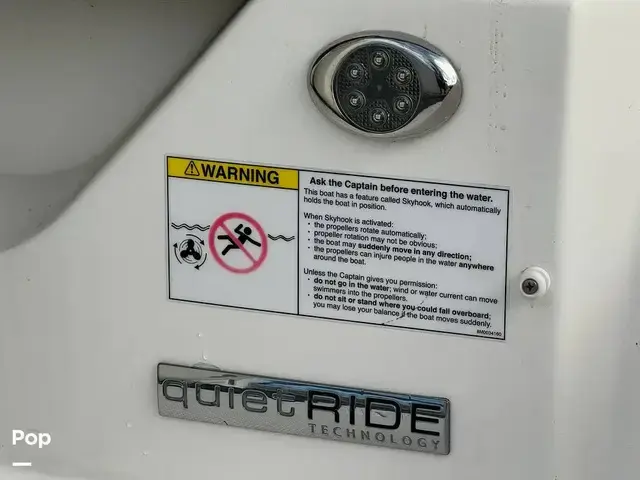 WARNING
Ask the Captain before entering the water.
This boat has a feature called Skyhook, which automatically
holds the boat in position.
When Skyhook is activated:
• the propellers rotate automatically;
• propeller rotation may not be obvious;
• the boat may suddenly move in any direction;
• the propellers can injure people in the water anywhere
around the boat.
Unless the Captain gives you permission:
• do not go in the water; wind or water current can move
swimmers into the propellers.
• do not sit or stand where you could fall overboard;
you may lose your balance if the boat moves suddenly.
quietRIDE
TECHNOLOGY
Pop